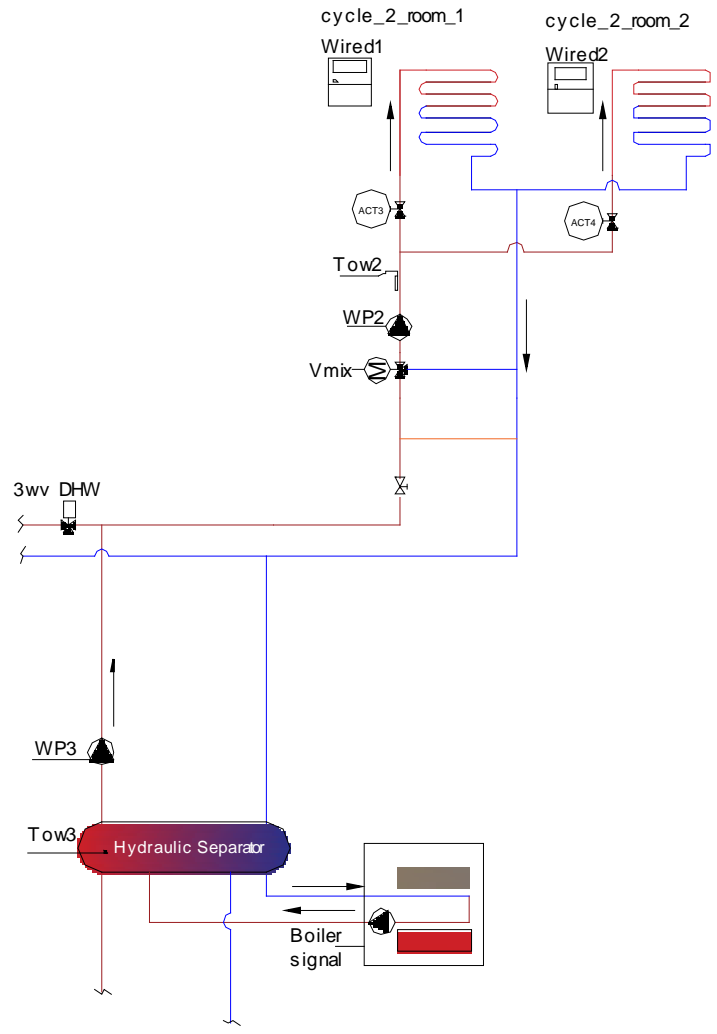 cycle_2_room_1
cycle_2_room_2
Wired1
Wired2
ACT3
ACT4
Tow2
WP2
Vmix
M
3wv DHW
WP3
Tow3
Hydraulic Separator
Boiler
signal